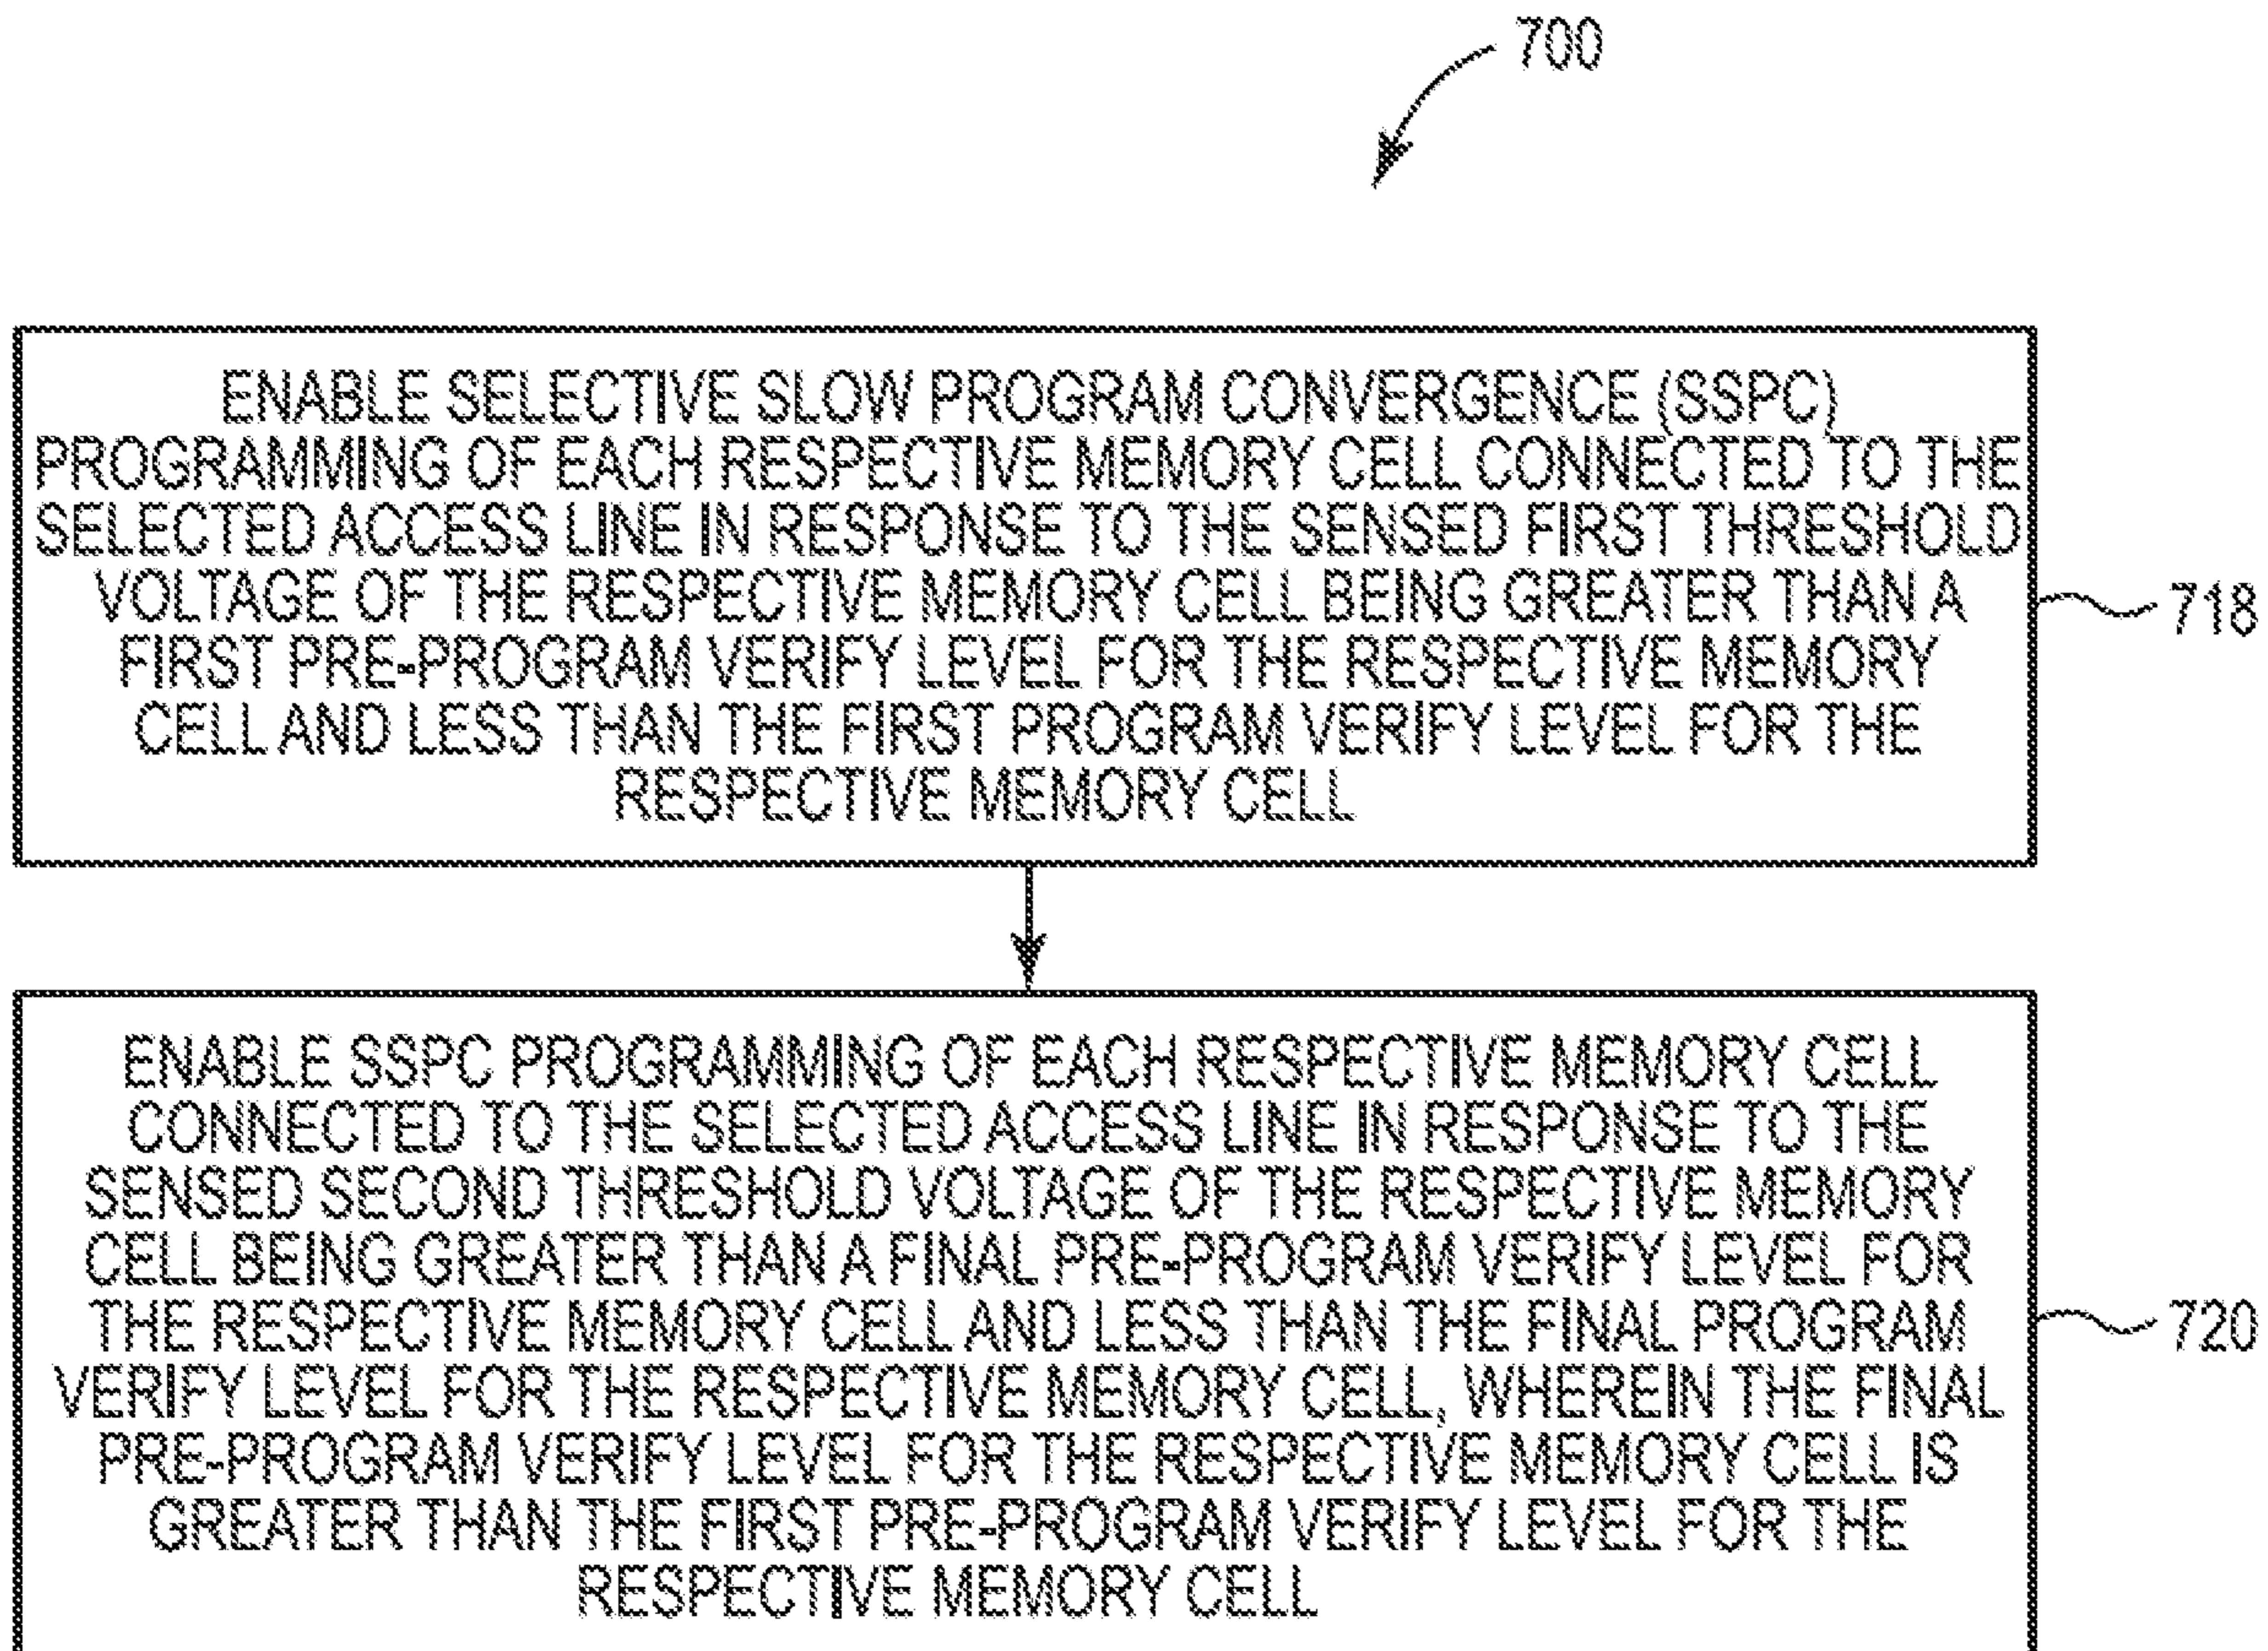 700
ENABLE SELECTIVE SLOW PROGRAM CONVERGENCE (SSPC)
PROGRAMMING OF EACH RESPECTIVE MEMORY CELL CONNECTED TO THE
SELECTED ACCESS LINE IN RESPONSE TO THE SENSED FIRST THRESHOLD
VOLTAGE OF THE RESPECTIVE MEMORY CELL BEING GREATER THAN A
FIRST PRE-PROGRAM VERIFY LEVEL FOR THE RESPECTIVE MEMORY
CELL AND LESS THAN THE FIRST PROGRAM VERIFY LEVEL FOR THE
RESPECTIVE MEMORY CELL
718
ENABLE SSPC PROGRAMMING OF EACH RESPECTIVE MEMORY CELL
CONNECTED TO THE SELECTED ACCESS LINE IN RESPONSE TO THE
SENSED SECOND THRESHOLD VOLTAGE OF THE RESPECTIVE MEMORY
CELL BEING GREATER THAN A FINAL PRE-PROGRAM VERIFY LEVEL FOR
THE RESPECTIVE MEMORY CELL AND LESS THAN THE FINAL PROGRAM
VERIFY LEVEL FOR THE RESPECTIVE MEMORY CELL, WHEREIN THE FINAL
PRE-PROGRAM VERIFY LEVEL FOR THE RESPECTIVE MEMORY CELL IS
GREATER THAN THE FIRST PRE-PROGRAM VERIFY LEVEL FOR THE
RESPECTIVE MEMORY CELL
720